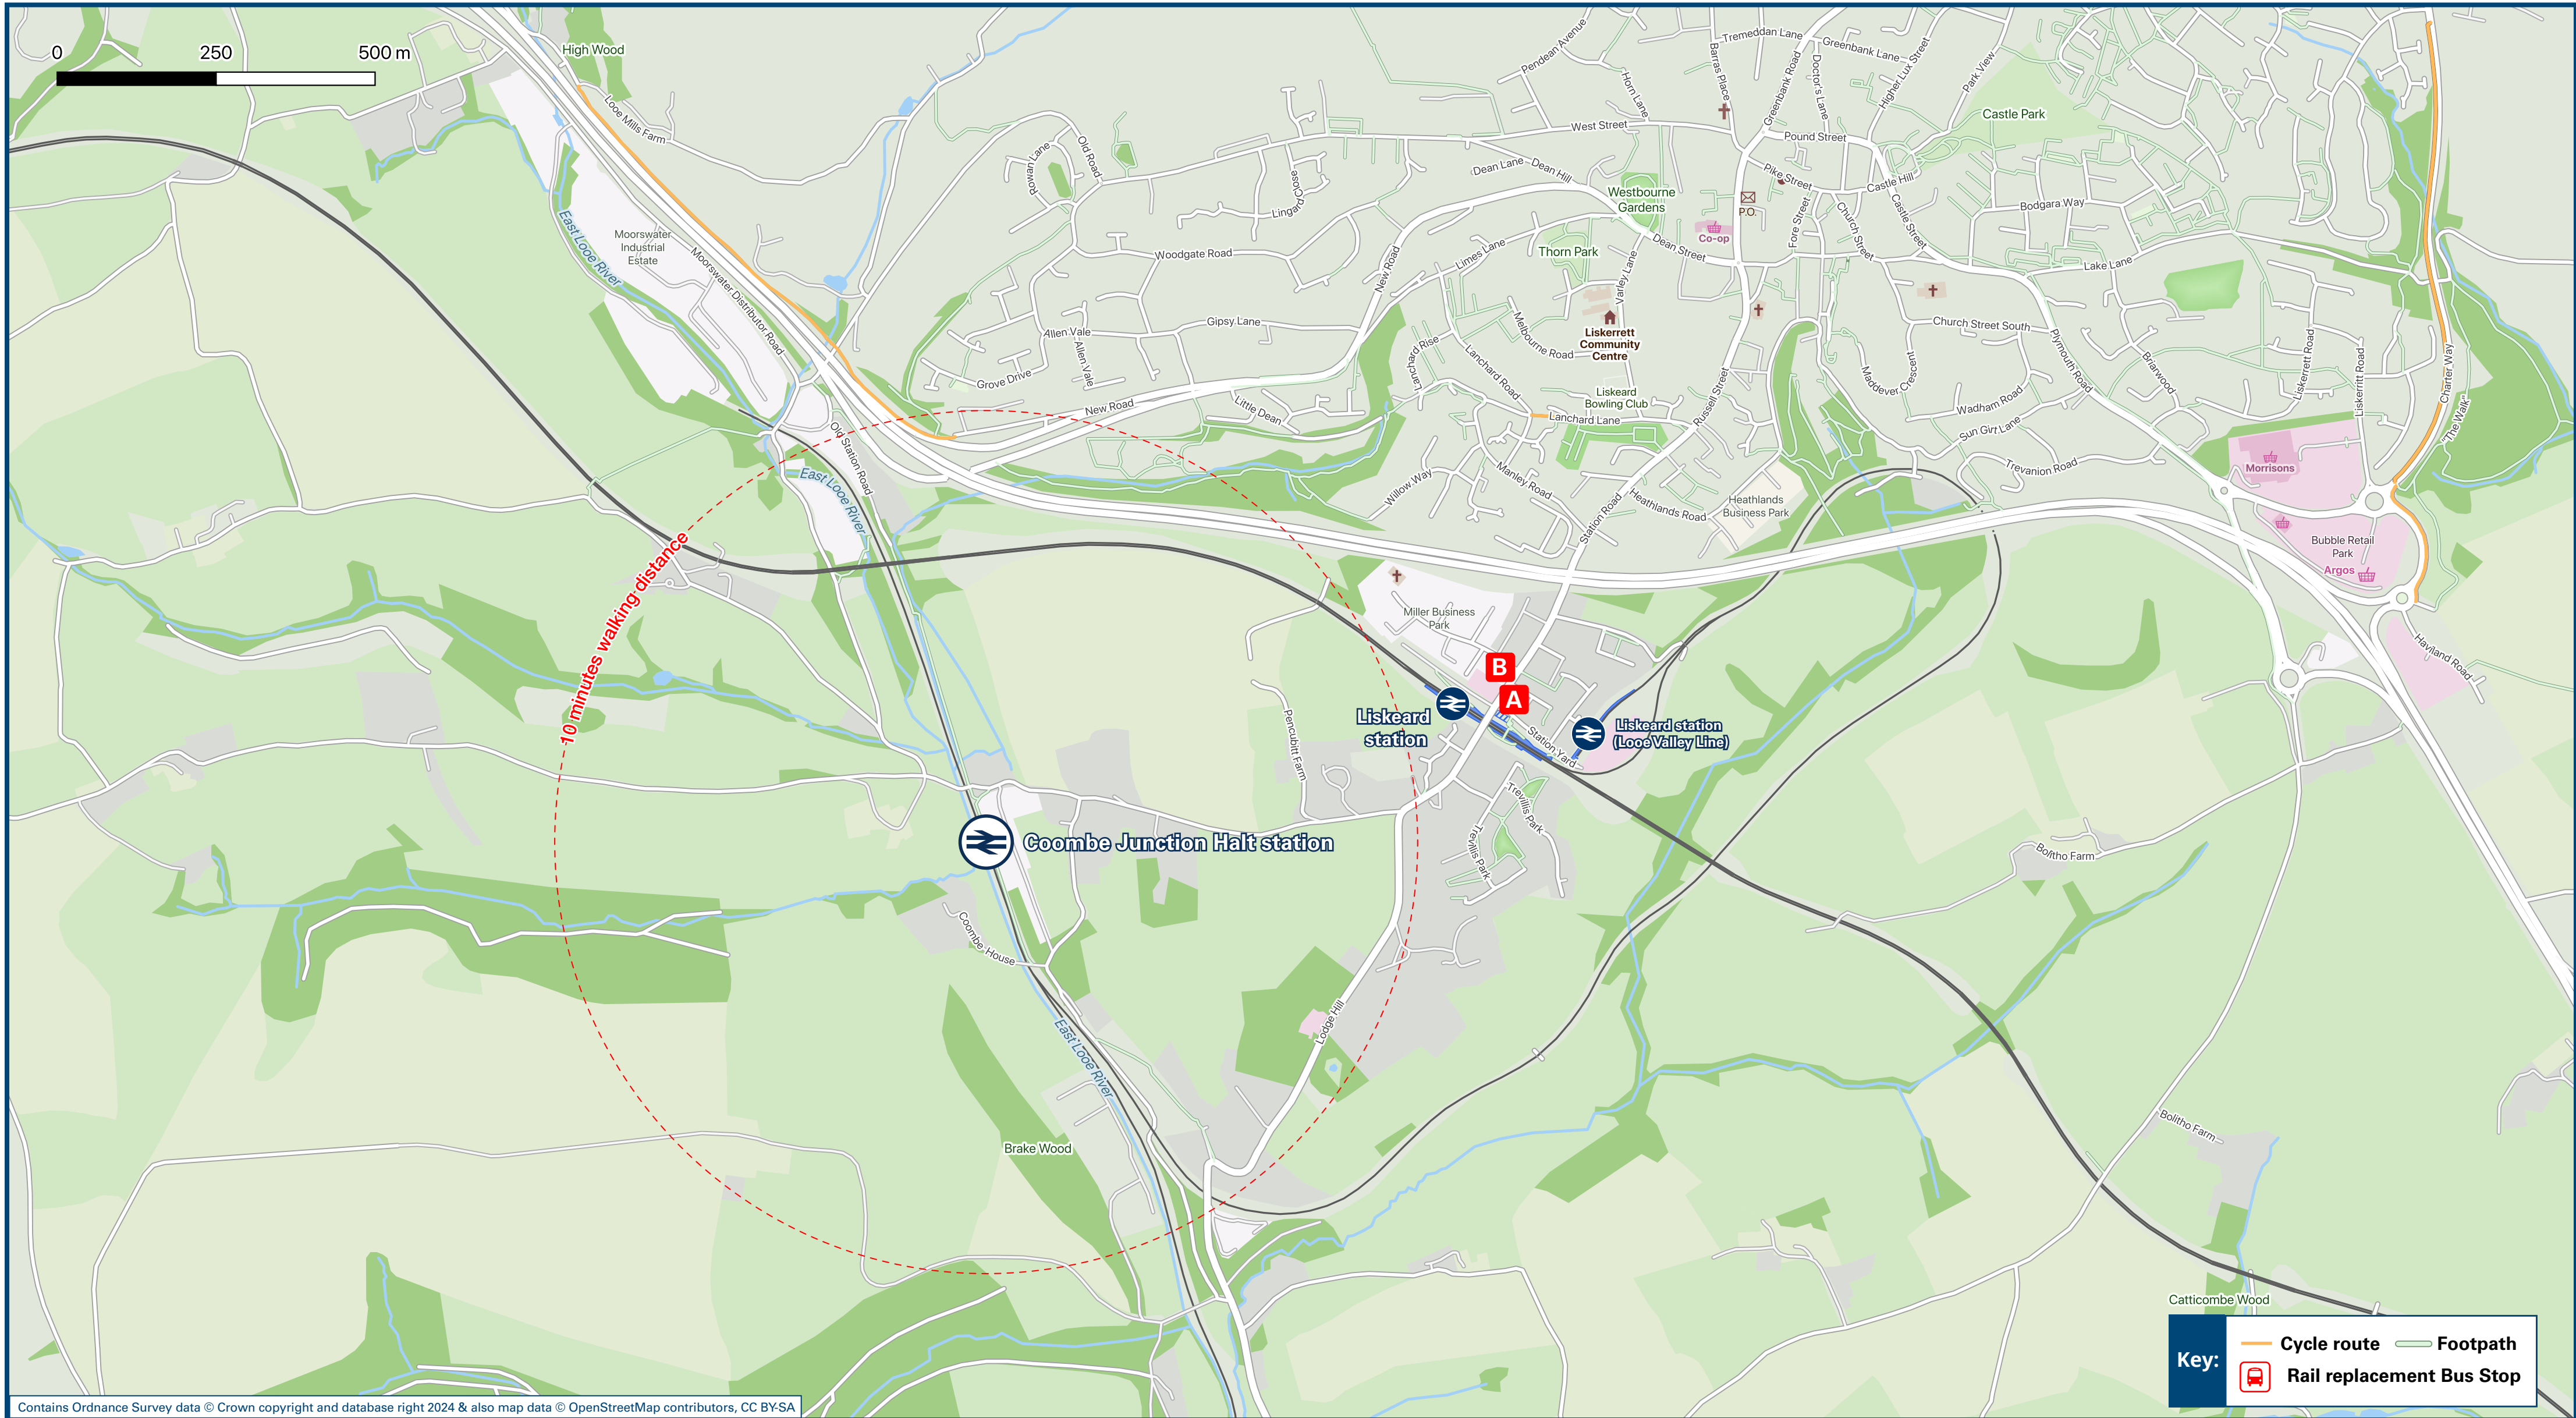 0 250 500 m
High Wood
Looe Mills Farm
East Looe River
Moorswater
Industrial
Estate
Moorswater Distributor Road
Old Station Road
East Looe River
Rowan Lane
Old Road
Lingard Close
Woodgate Road
Allen Vale
Allen Vale
Gipsy Lane
Grove Drive
New Road
Little Dean
New Road
Limes Lane
Pendean Avenue
Horn Lane
West Street
Dean Lane
Dean Hill
Westbourne
Gardens
Thorn Park
Dean Street
Varley Lane
Liskerrett
Community
Centre
Melbourne Road
Lanchard Rise
Lanchard Road
Liskeard
Bowling Club
Lanchard Lane
Russell Street
Willow Way
Manley Road
Station Road
Heathlands Road
Heathlands
Business Park
Barras Place
Tremeddan Lane
Greenbank Road
Doctor's Lane
Greenbank Lane
Higher Lux Street
Park View
Castle Park
Pound Street
Pike Street
P.O.
Co-op
Fore Street
Church Street
Castle Hill
Castle Street
Bodgara Way
Lake Lane
Church Street South
Maddever Crescent
Wadham Road
Sun Girt Lane
Trevanion Road
Plymouth Road
Briarwood
Liskerrett Road
Liskerritt Road
Charter Way
The Walk
Morrisons
Bubble Retail
Park
Argos
Haviland Road
Miller Business
Park
B
A
Liskeard
station
Station Yard
Liskeard station
(Looe Valley Line)
10 minutes walking distance
Pencubitt Farm
Trevillis Park
Trevillis Park
Coombe Junction Halt station
Coombe House
East Looe River
Lodge Hill
Brake Wood
Bolitho Farm
Bolitho Farm
Catticombe Wood
Key:
Cycle route
Footpath
Rail replacement Bus Stop
Contains Ordnance Survey data © Crown copyright and database right 2024 & also map data © OpenStreetMap contributors, CC BY-SA